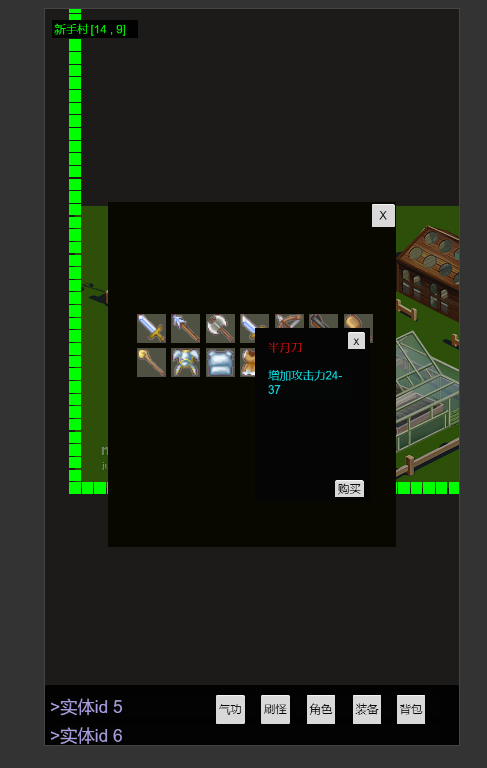 新手村[14 , 9]
X
半月刀
x
增加攻击力24-
37
购买
>实体id 5
气功
刷怪
角色
装备
背包
>实体id 6